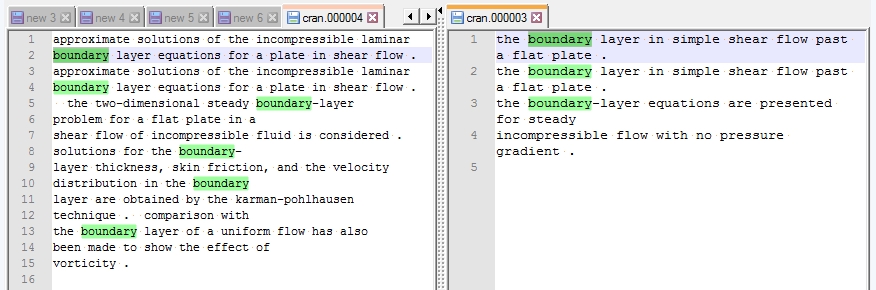 new 3
new 4
new 5
new 6
cran.000004
cran.000003
1 approximate solutions of the incompressible laminar
2 boundary layer equations for a plate in shear flow .
3 approximate solutions of the incompressible laminar
4 boundary layer equations for a plate in shear flow .
5 the two-dimensional steady boundary-layer
6 problem for a flat plate in a
7 shear flow of incompressible fluid is considered .
8 solutions for the boundary-
9 layer thickness, skin friction, and the velocity
10 distribution in the boundary
11 layer are obtained by the karman-pohlhausen
12 technique . comparison with
13 the boundary layer of a uniform flow has also
14 been made to show the effect of
15 vorticity .
16
1 the boundary layer in simple shear flow past
a flat plate .
2 the boundary layer in simple shear flow past
a flat plate .
3 the boundary-layer equations are presented
for steady
4 incompressible flow with no pressure
gradient .
5